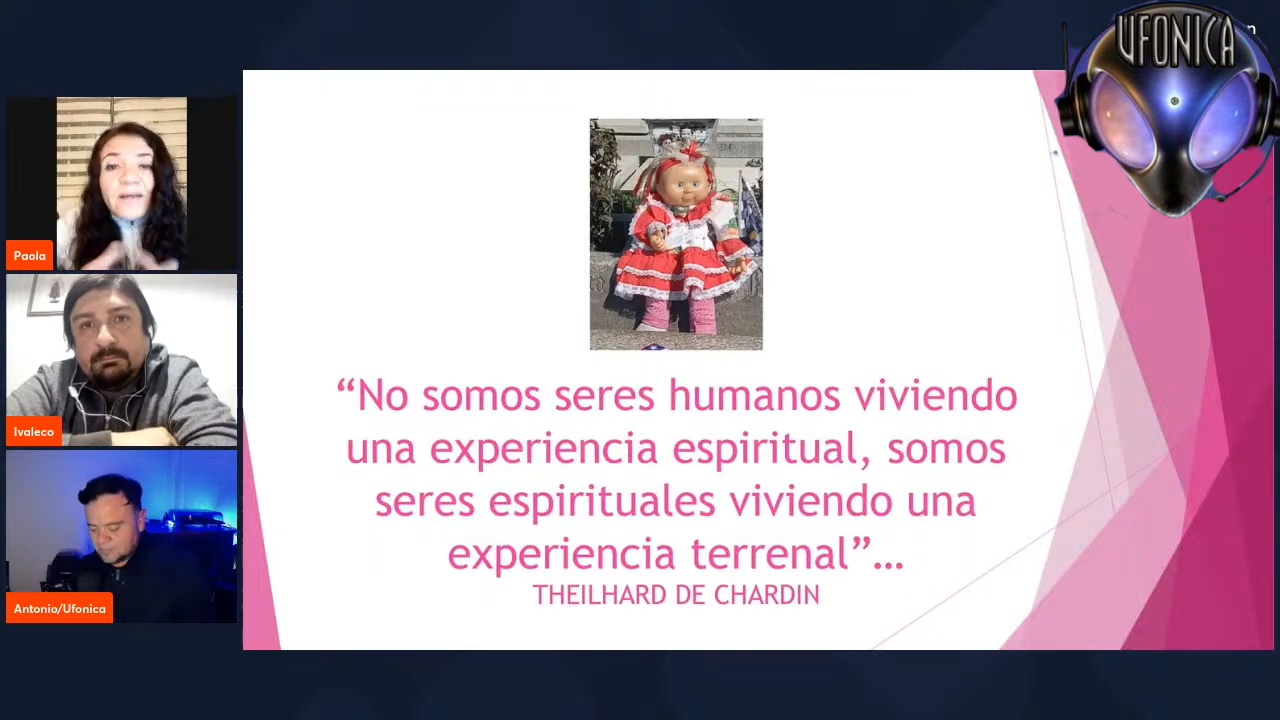 UFONICA
Paola
Ivaleco
Antonio/Ufonica
“No somos seres humanos viviendo
una experiencia espiritual, somos
seres espirituales viviendo una
experiencia terrenal”…
THEILHARD DE CHARDIN